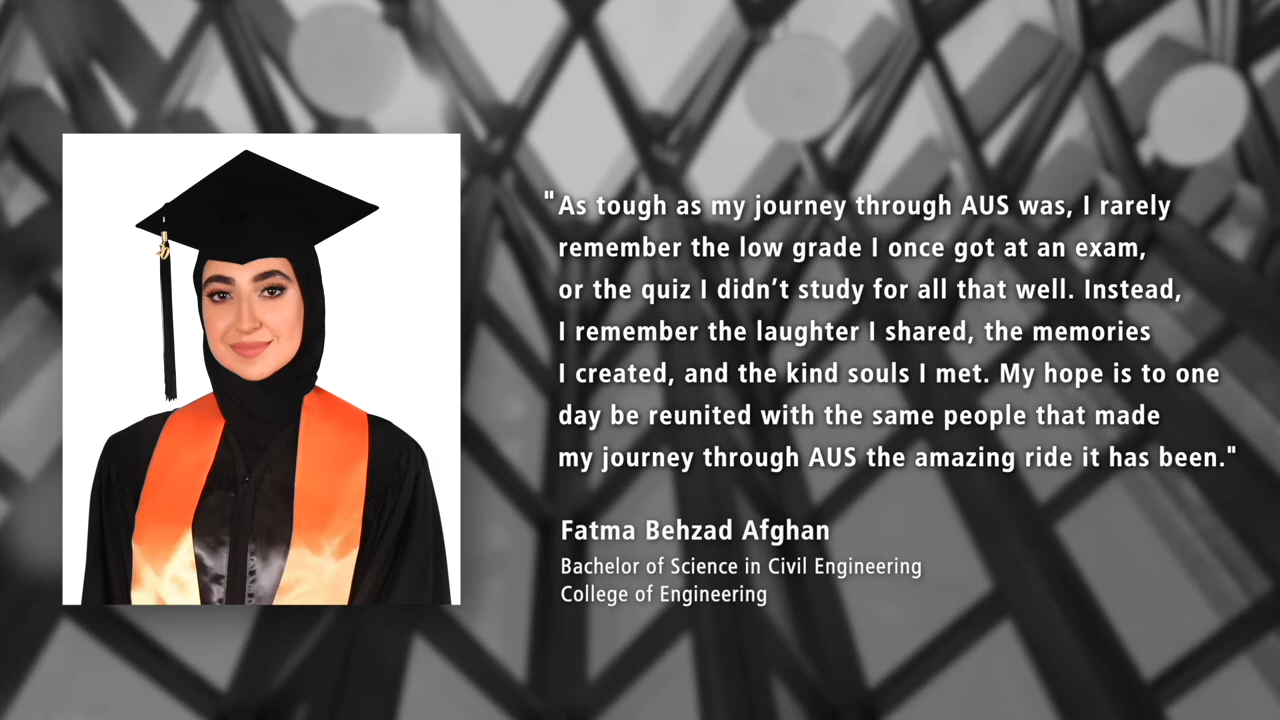 "As tough as my journey through AUS was, I rarely
remember the low grade I once got at an exam,
or the quiz I didn’t study for all that well. Instead,
I remember the laughter I shared, the memories
I created, and the kind souls I met. My hope is to one
day be reunited with the same people that made
my journey through AUS the amazing ride it has been."
Fatma Behzad Afghan
Bachelor of Science in Civil Engineering
College of Engineering